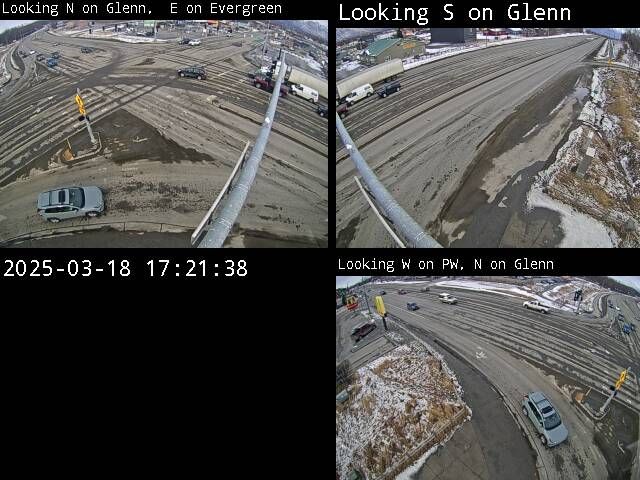 Looking N on Glenn,  E on Evergreen
Looking S on Glenn
2025-03-18 17:21:38
Looking W on PW, N on Glenn